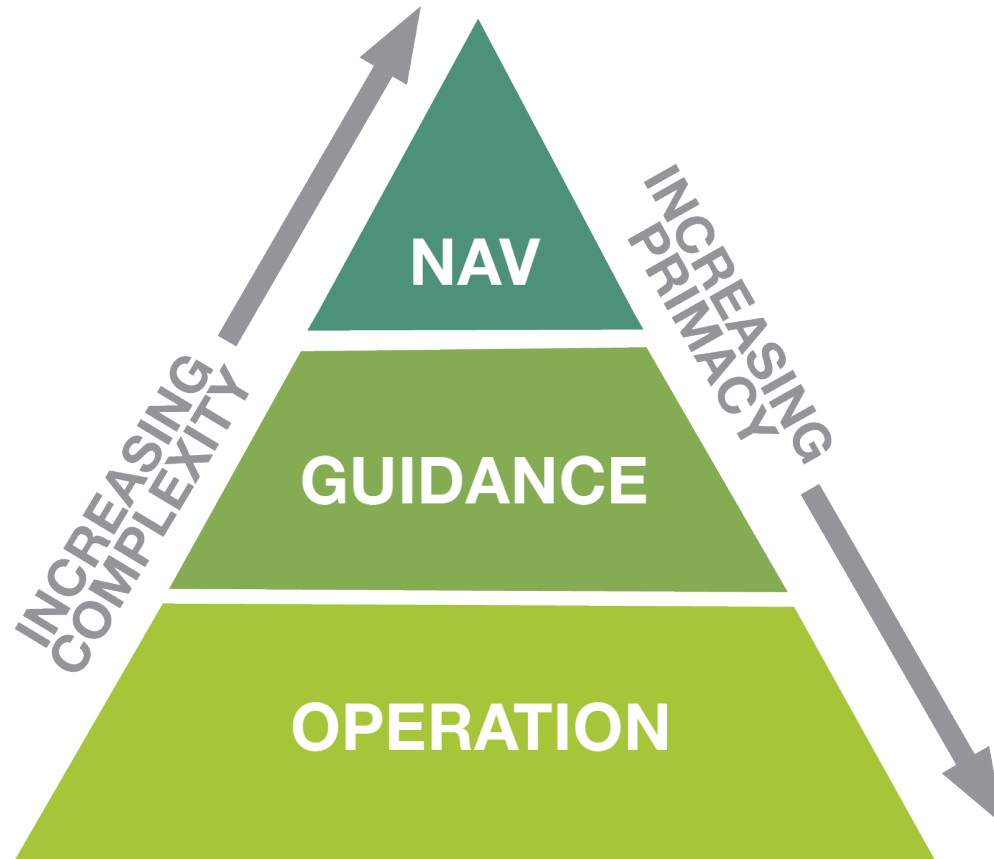 NAV
GUIDANCE
OPERATION
INCREASING
COMPLEXITY
INCREASING
PRIMACY